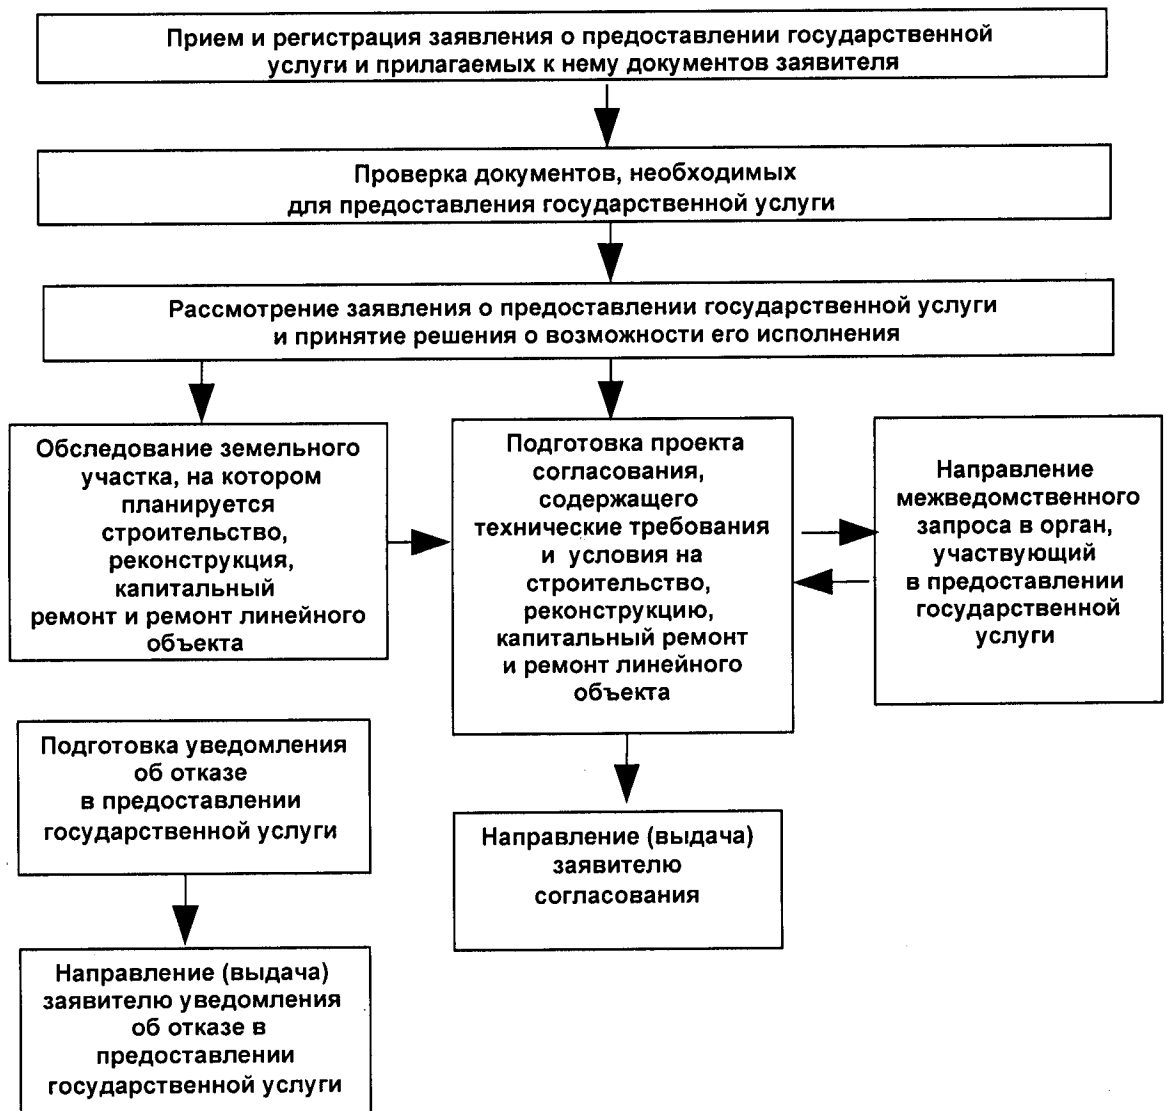 Прием и регистрация заявления о предоставлении государственной
услуги и прилагаемых к нему документов заявителя
Проверка документов, необходимых
для предоставления государственной услуги
Рассмотрение заявления о предоставлении государственной услуги
и принятие решения о возможности его исполнения
Обследование земельного
участка, на котором
планируется
строительство,
реконструкция,
капитальный
ремонт и ремонт линейного
объекта
Подготовка проекта
согласования,
содержащего
технические требования
и условия на
строительство,
реконструкцию,
капитальный ремонт
и ремонт линейного
объекта
Направление
межведомственного
запроса в орган,
участвующий
в предоставлении
государственной
услуги
Подготовка уведомления
об отказе
в предоставлении
государственной услуги
Направление (выдача)
заявителю
согласования
Направление (выдача)
заявителю уведомления
об отказе в
предоставлении
государственной услуги